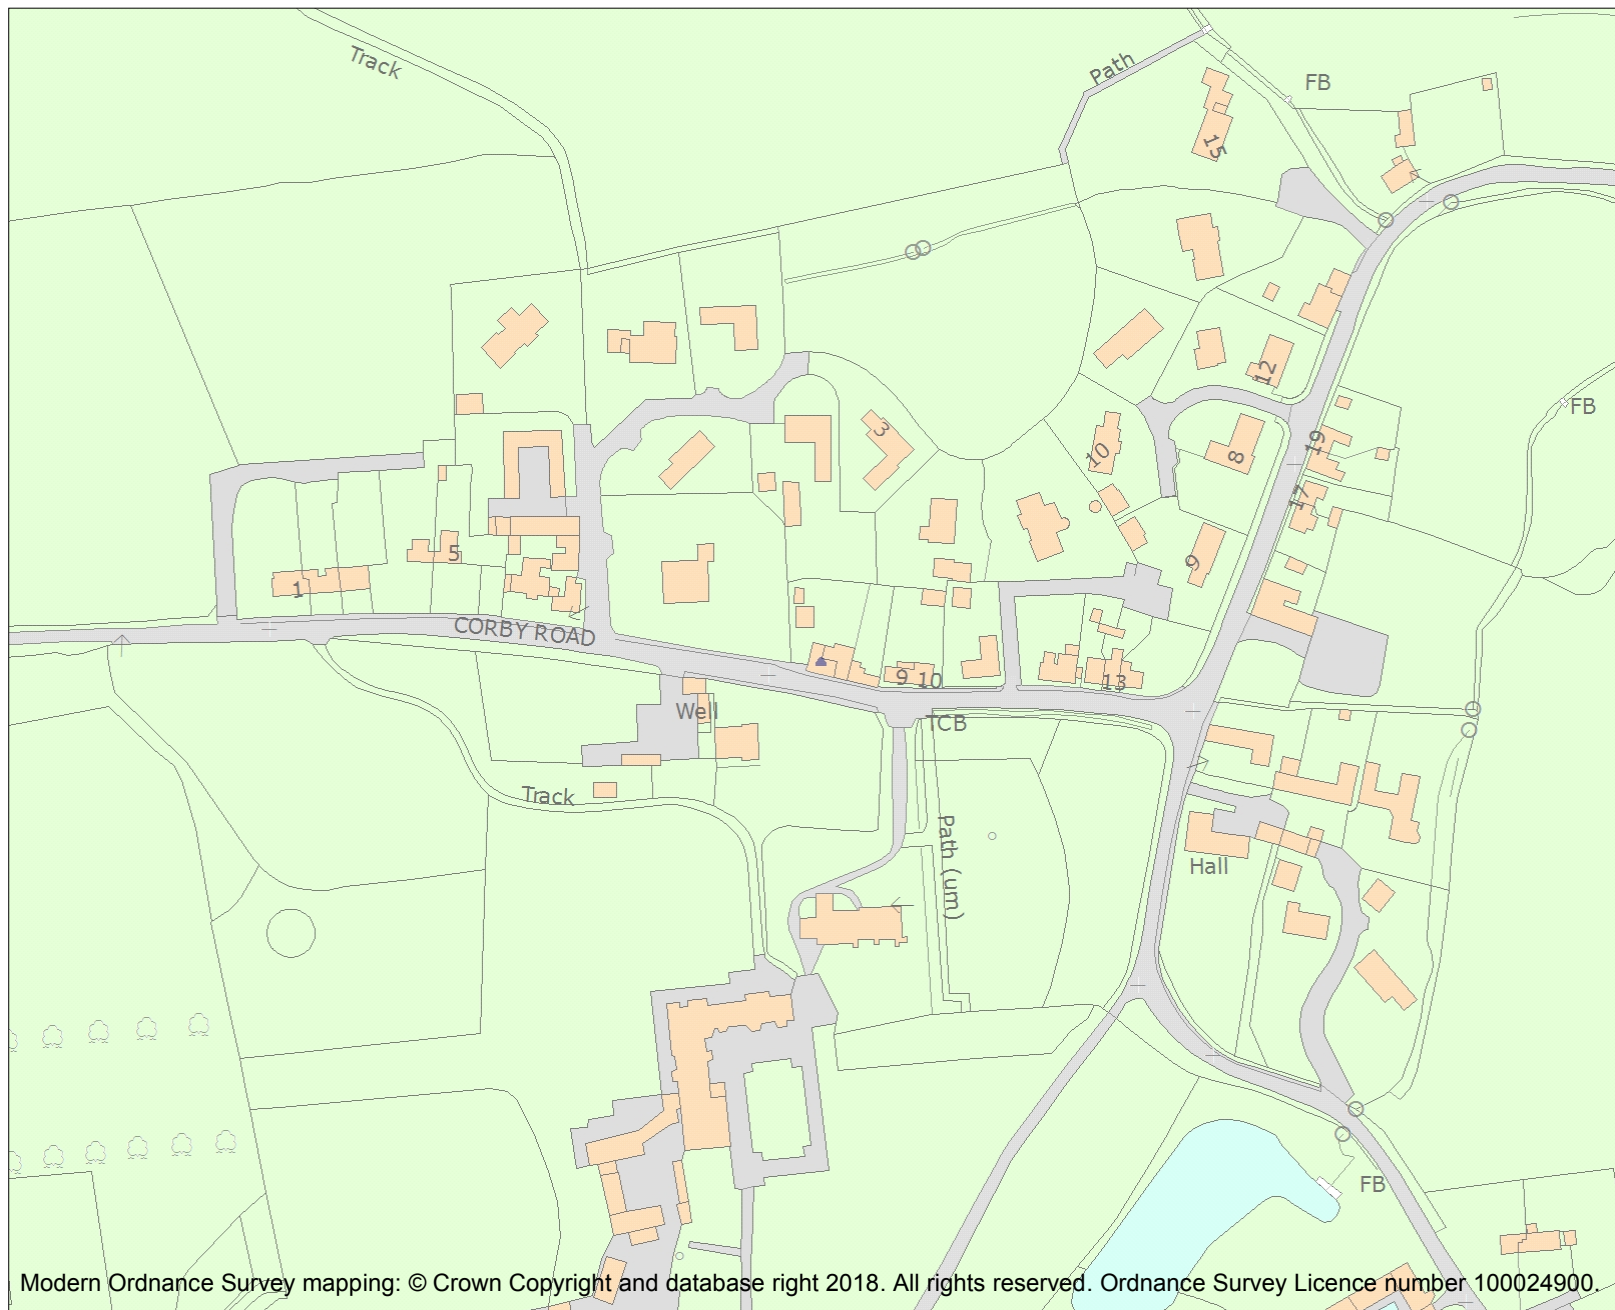 Track
Path
FB
15
12
FB
3
19
10
8
17
5
9
1
CORBY ROAD
9 10
13
Well
TCB
Track
Path (um)
Hall
FB
Modern Ordnance Survey mapping: © Crown Copyright and database right 2018. All rights reserved. Ordnance Survey Licence number 100024900.